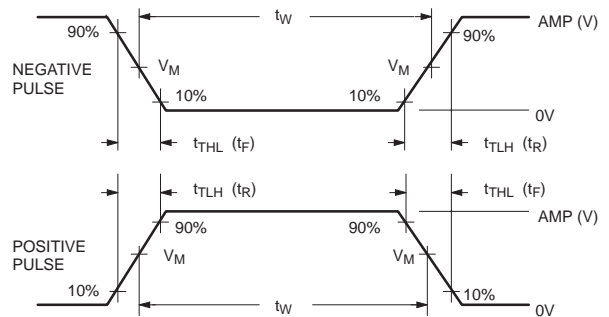 tW
AMP (V)
90%
90%
NEGATIVE
PULSE
VM
VM
10%
10%
0V
tTHL (tF)
tTLH (tR)
tTLH (tR)
tTHL (tF)
AMP (V)
90%
90%
POSITIVE
PULSE
VM
VM
10%
10%
tW
0V